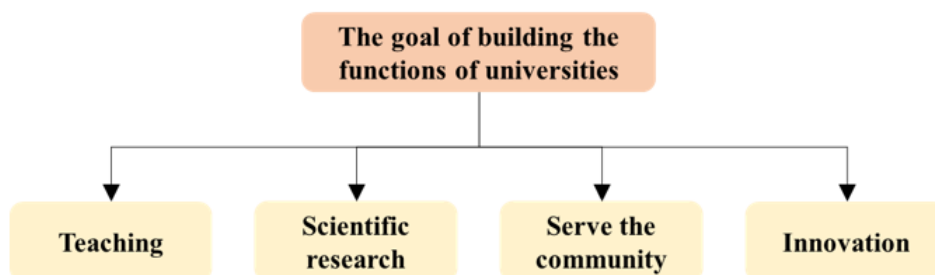 The goal of building the
functions of universities
Teaching
Scientific
research
Serve the
community
Innovation